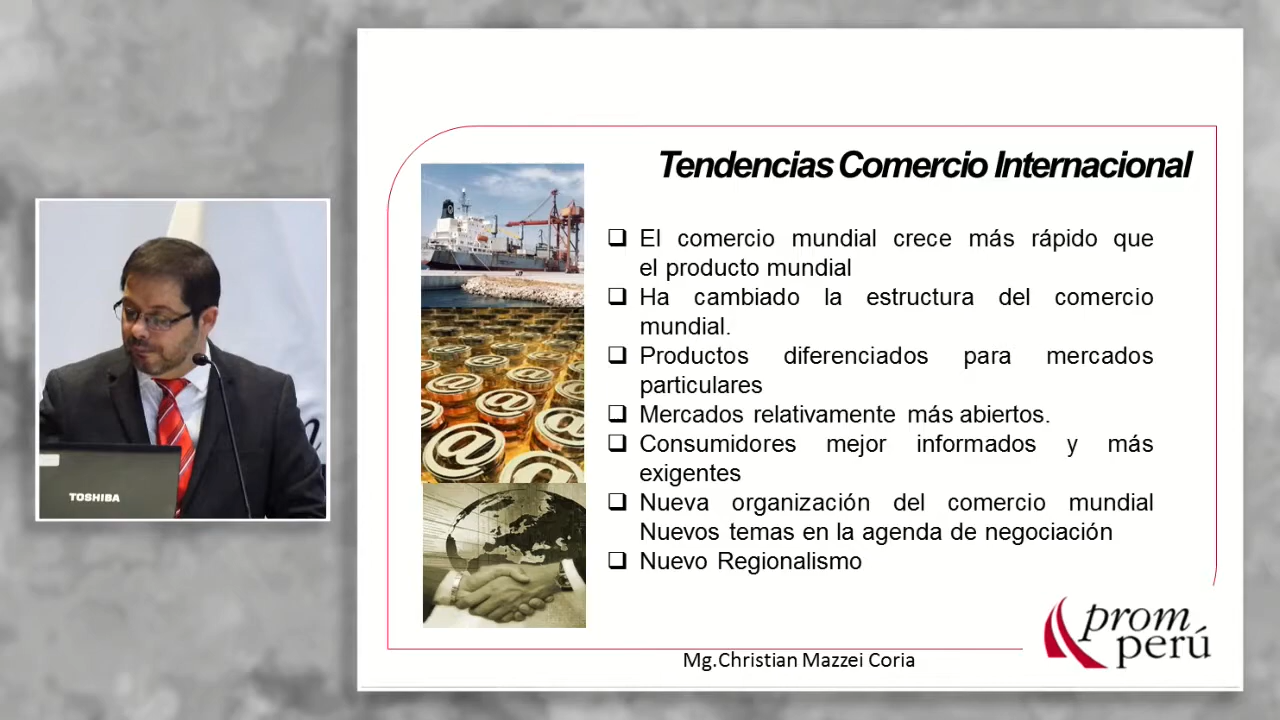 Tendencias Comercio Internacional
❑ El comercio mundial crece más rápido que
el producto mundial
❑ Ha cambiado la estructura del comercio
mundial.
❑ Productos diferenciados para mercados
particulares
❑ Mercados relativamente más abiertos.
❑ Consumidores mejor informados y más
exigentes
❑ Nueva organización del comercio mundial
Nuevos temas en la agenda de negociación
❑ Nuevo Regionalismo
prom
perú
Mg.Christian Mazzei Coria
TOSHIBA